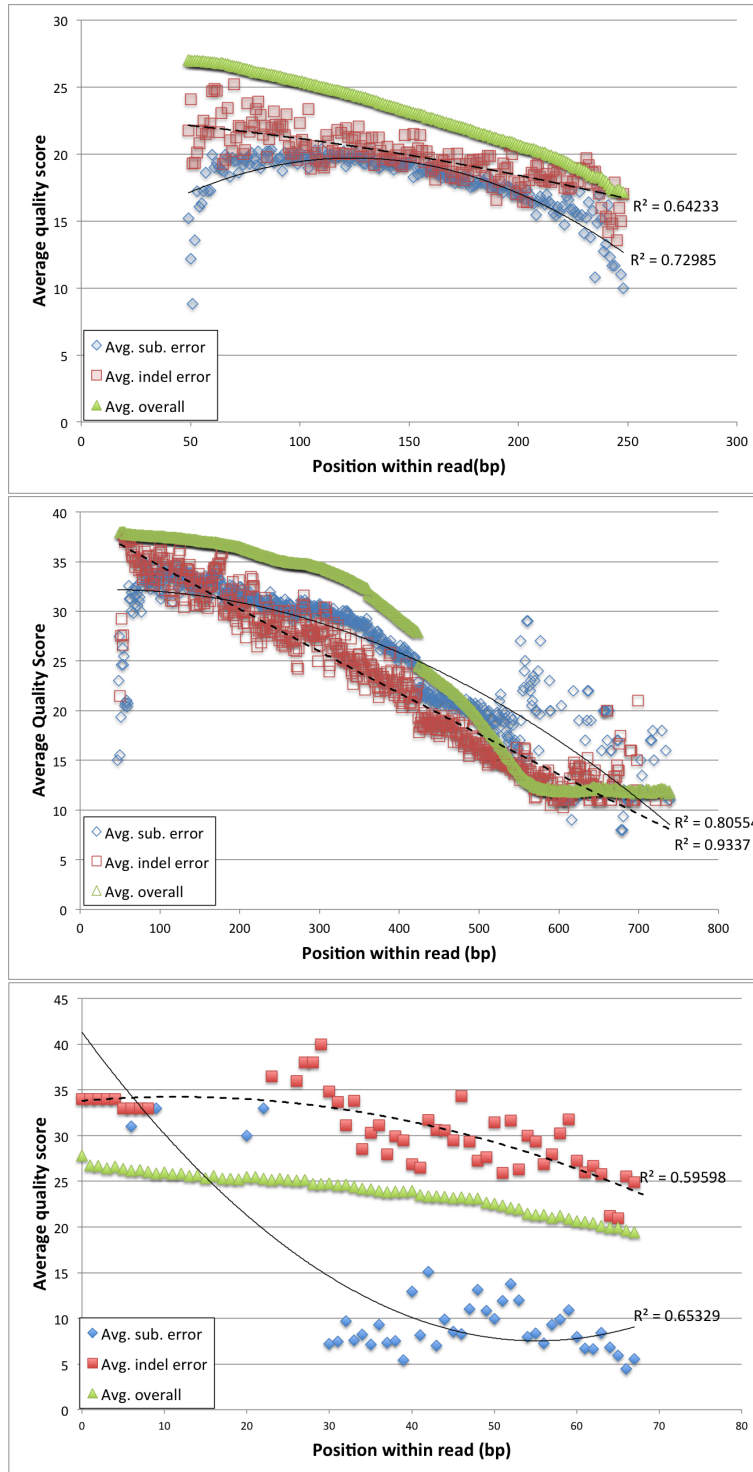 30
25
20
15
10
5
0
Average quality score
R² = 0.64233
R² = 0.72985
Avg. sub. error
Avg. indel error
Avg. overall
0 50 100 150 200 250 300
Position within read(bp)
40
35
30
25
20
15
10
5
0
Average Quality Score
R² = 0.80554
R² = 0.9337
Avg. sub. error
Avg. indel error
Avg. overall
0 100 200 300 400 500 600 700 800
Position within read (bp)
45
40
35
30
25
20
15
10
5
0
Average quality score
R² = 0.59598
R² = 0.65329
Avg. sub. error
Avg. indel error
Avg. overall
0 10 20 30 40 50 60 70 80
Position within read (bp)